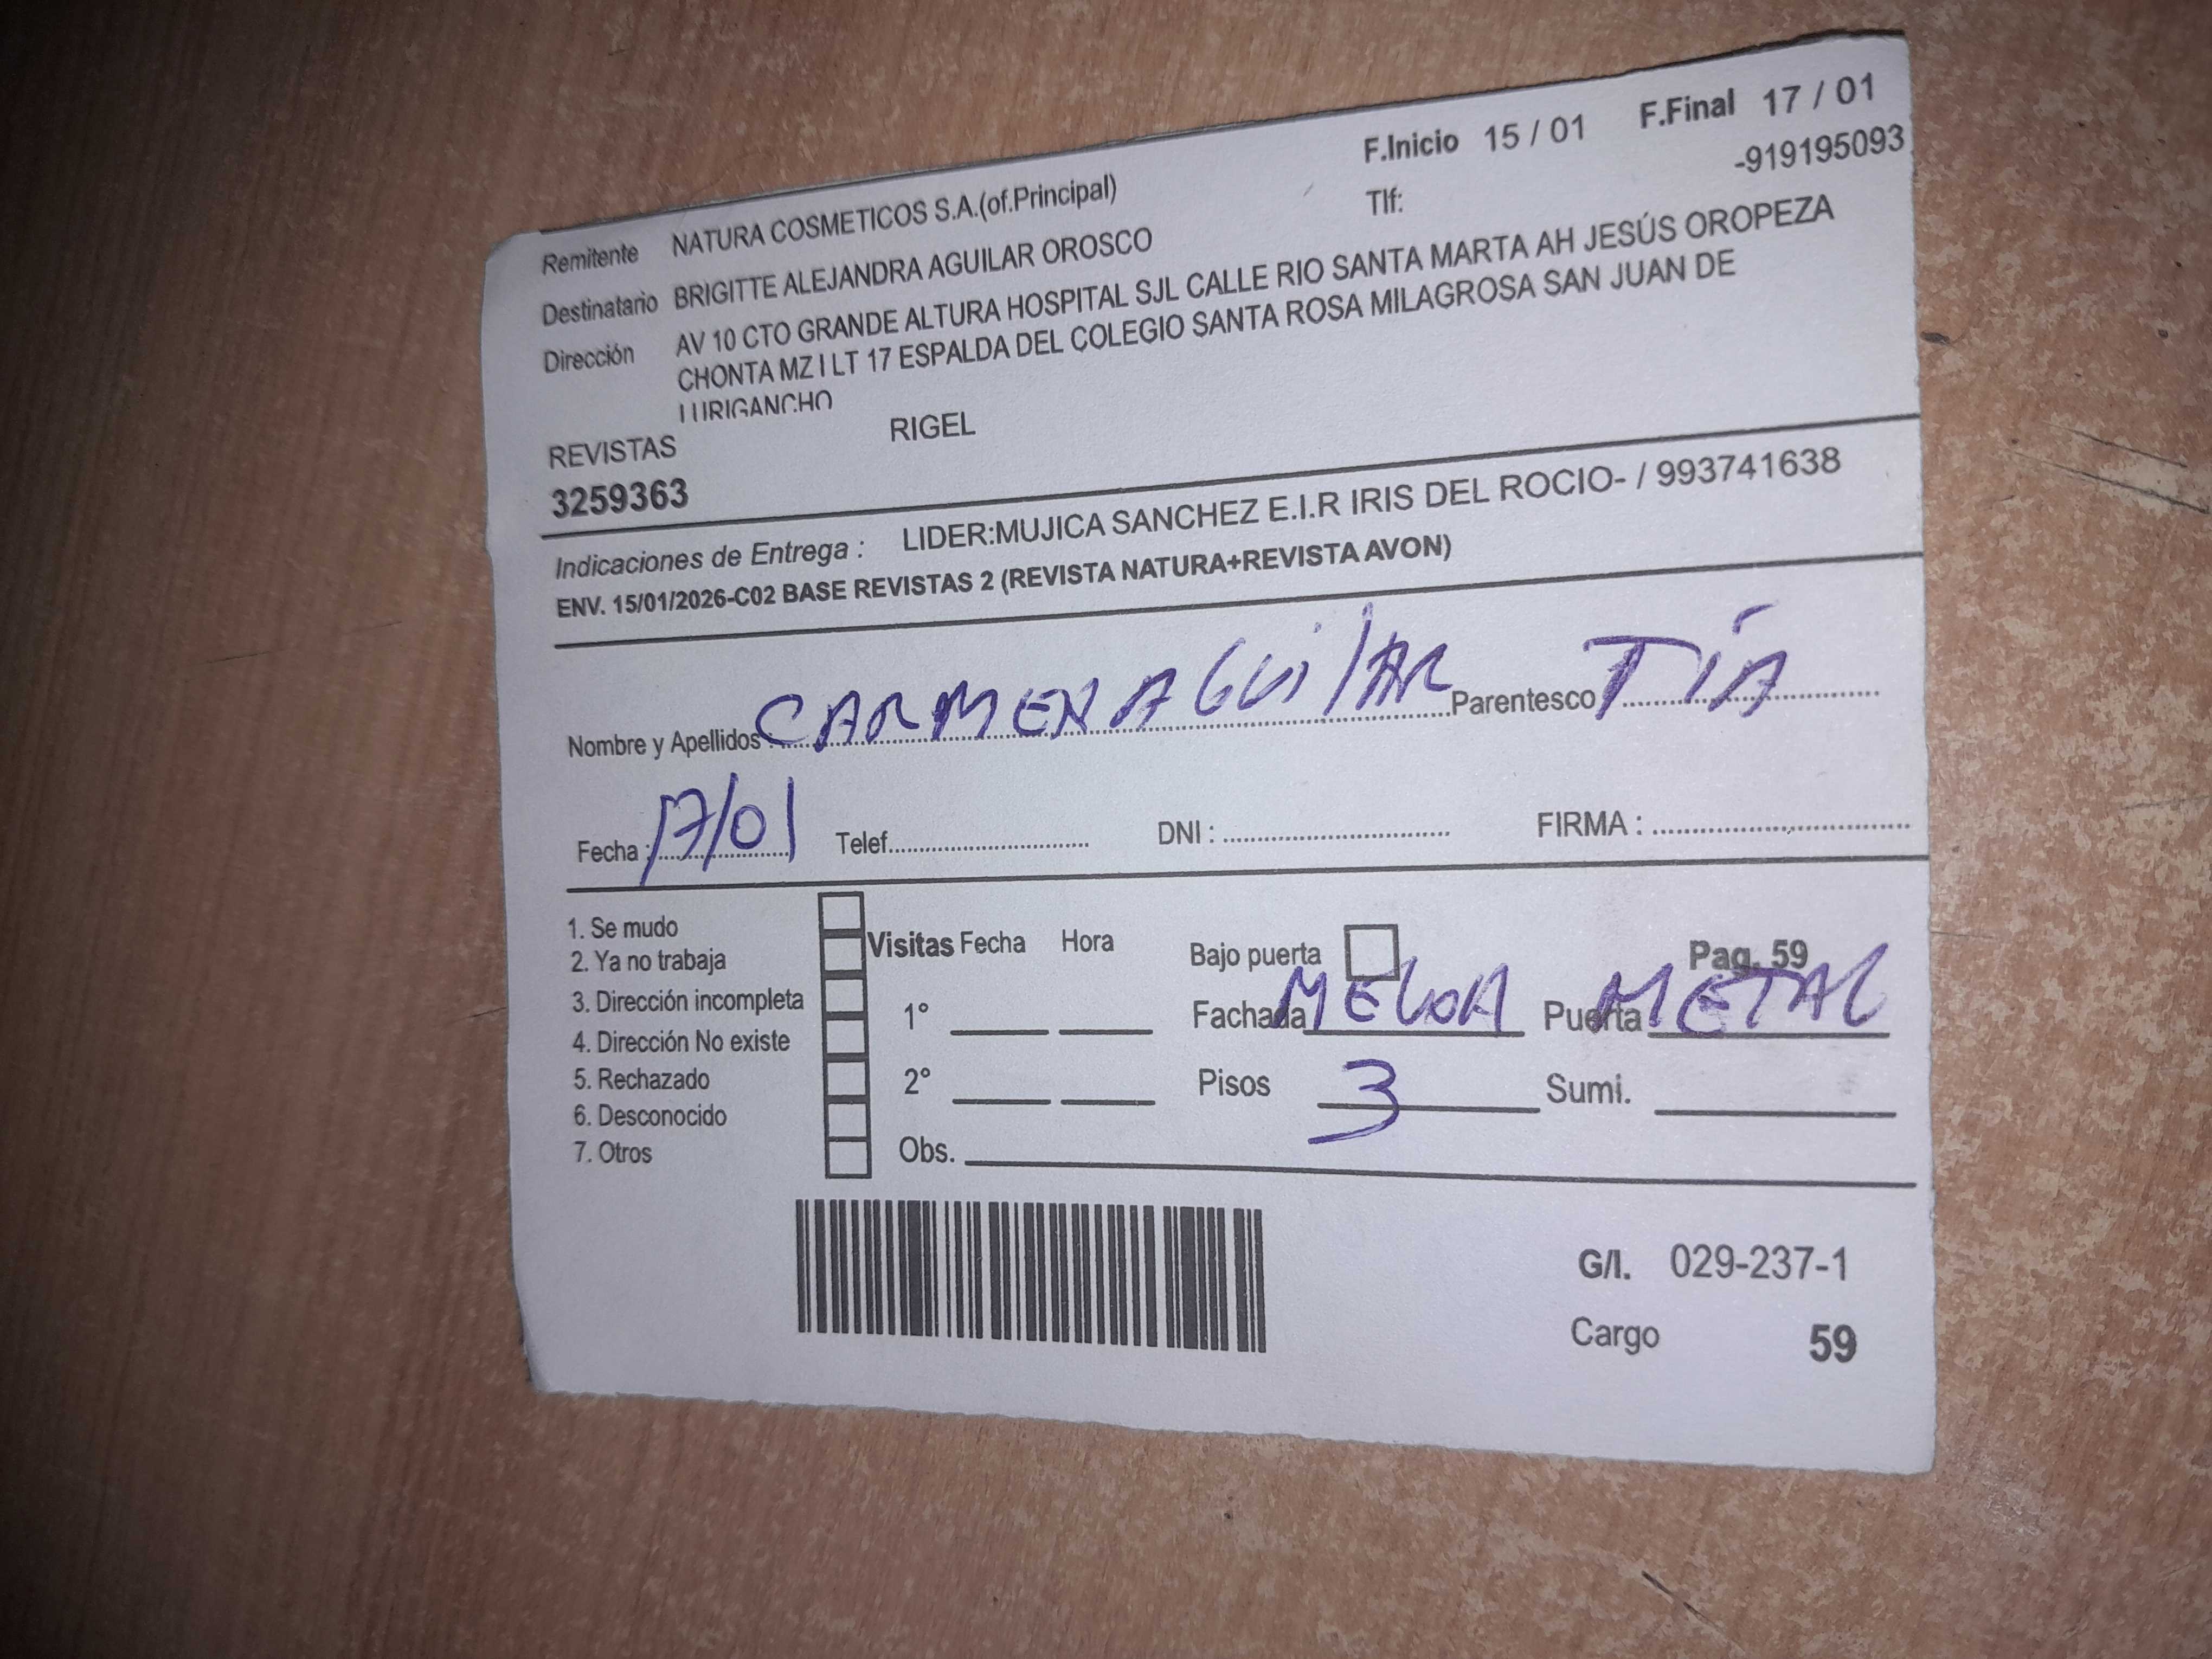 F.Inicio 15 / 01 F.Final 17 / 01
Remitente NATURA COSMETICOS S.A.(of.Principal) Tlf: -919195093
Destinatario BRIGITTE ALEJANDRA AGUILAR OROSCO
Dirección AV 10 CTO GRANDE ALTURA HOSPITAL SJL CALLE RIO SANTA MARTA AH JESÚS OROPEZA
CHONTA MZ I LT 17 ESPALDA DEL COLEGIO SANTA ROSA MILAGROSA SAN JUAN DE
LURIGANCHO
REVISTAS RIGEL
3259363
Indicaciones de Entrega : LIDER:MUJICA SANCHEZ E.I.R IRIS DEL ROCIO- / 993741638
ENV. 15/01/2026-C02 BASE REVISTAS 2 (REVISTA NATURA+REVISTA AVON)
Nombre y Apellidos : CARMEN AGUILAR Parentesco TÍA
Fecha : 17/01 Telef. DNI : FIRMA :
1. Se mudo
2. Ya no trabaja
3. Dirección incompleta
4. Dirección No existe
5. Rechazado
6. Desconocido
7. Otros
Visitas Fecha Hora
1°
2°
Obs.
Bajo puerta Pag. 59
Fachada Puerta METAL
Pisos 3 Sumi.
G/I. 029-237-1
Cargo 59